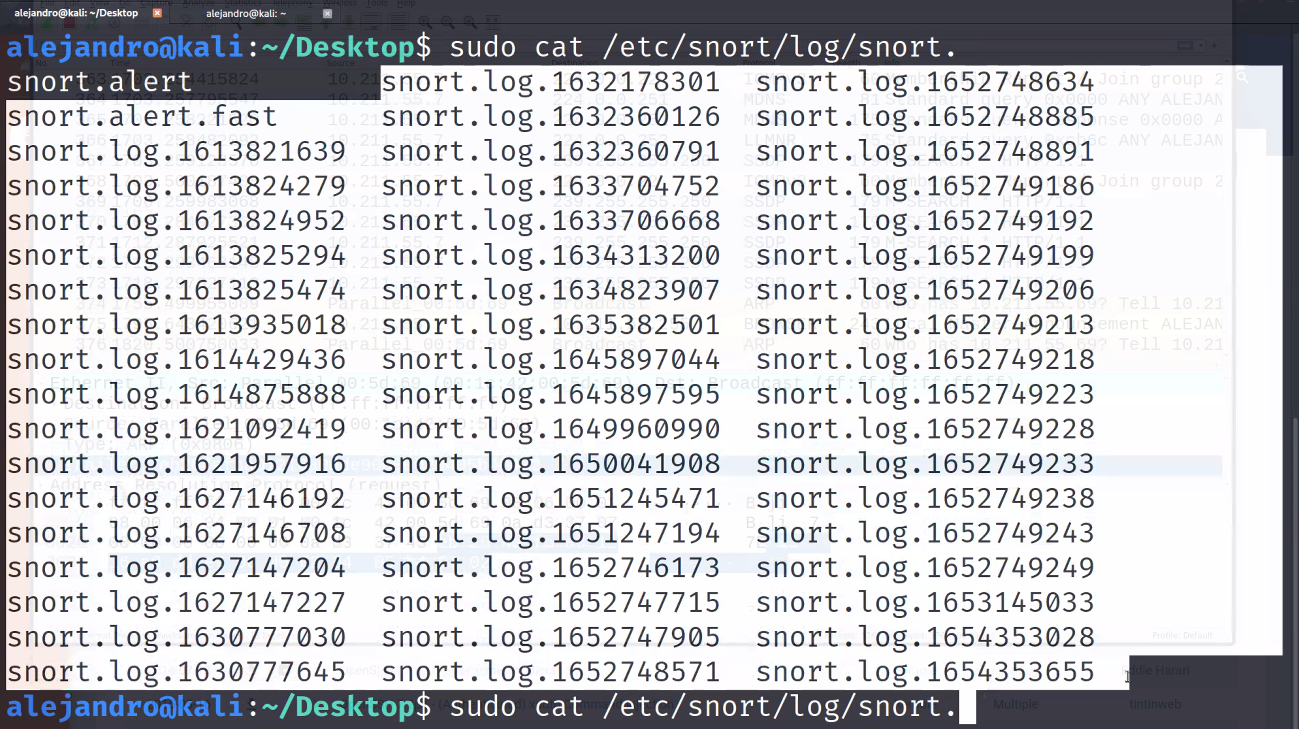 alejandro@kali: ~/Desktop alejandro@kali: ~
alejandro@kali:~/Desktop$ sudo cat /etc/snort/log/snort.
snort.alert snort.log.1632178301 snort.log.1652748634
snort.alert.fast snort.log.1632360126 snort.log.1652748885
snort.log.1613821639 snort.log.1632360791 snort.log.1652748891
snort.log.1613824279 snort.log.1633704752 snort.log.1652749186
snort.log.1613824952 snort.log.1633706668 snort.log.1652749192
snort.log.1613825294 snort.log.1634313200 snort.log.1652749199
snort.log.1613825474 snort.log.1634823907 snort.log.1652749206
snort.log.1613935018 snort.log.1635382501 snort.log.1652749213
snort.log.1614429436 snort.log.1645897044 snort.log.1652749218
snort.log.1614875888 snort.log.1645897595 snort.log.1652749223
snort.log.1621092419 snort.log.1649960990 snort.log.1652749228
snort.log.1621957916 snort.log.1650041908 snort.log.1652749233
snort.log.1627146192 snort.log.1651245471 snort.log.1652749238
snort.log.1627146708 snort.log.1651247194 snort.log.1652749243
snort.log.1627147204 snort.log.1652746173 snort.log.1652749249
snort.log.1627147227 snort.log.1652747715 snort.log.1653145033
snort.log.1630777030 snort.log.1652747905 snort.log.1654353028
Profile: Default
snort.log.1630777645 snort.log.1652748571 snort.log.1654353655
alejandro@kali:~/Desktop$ sudo cat /etc/snort/log/snort.
Multiple tintinweb